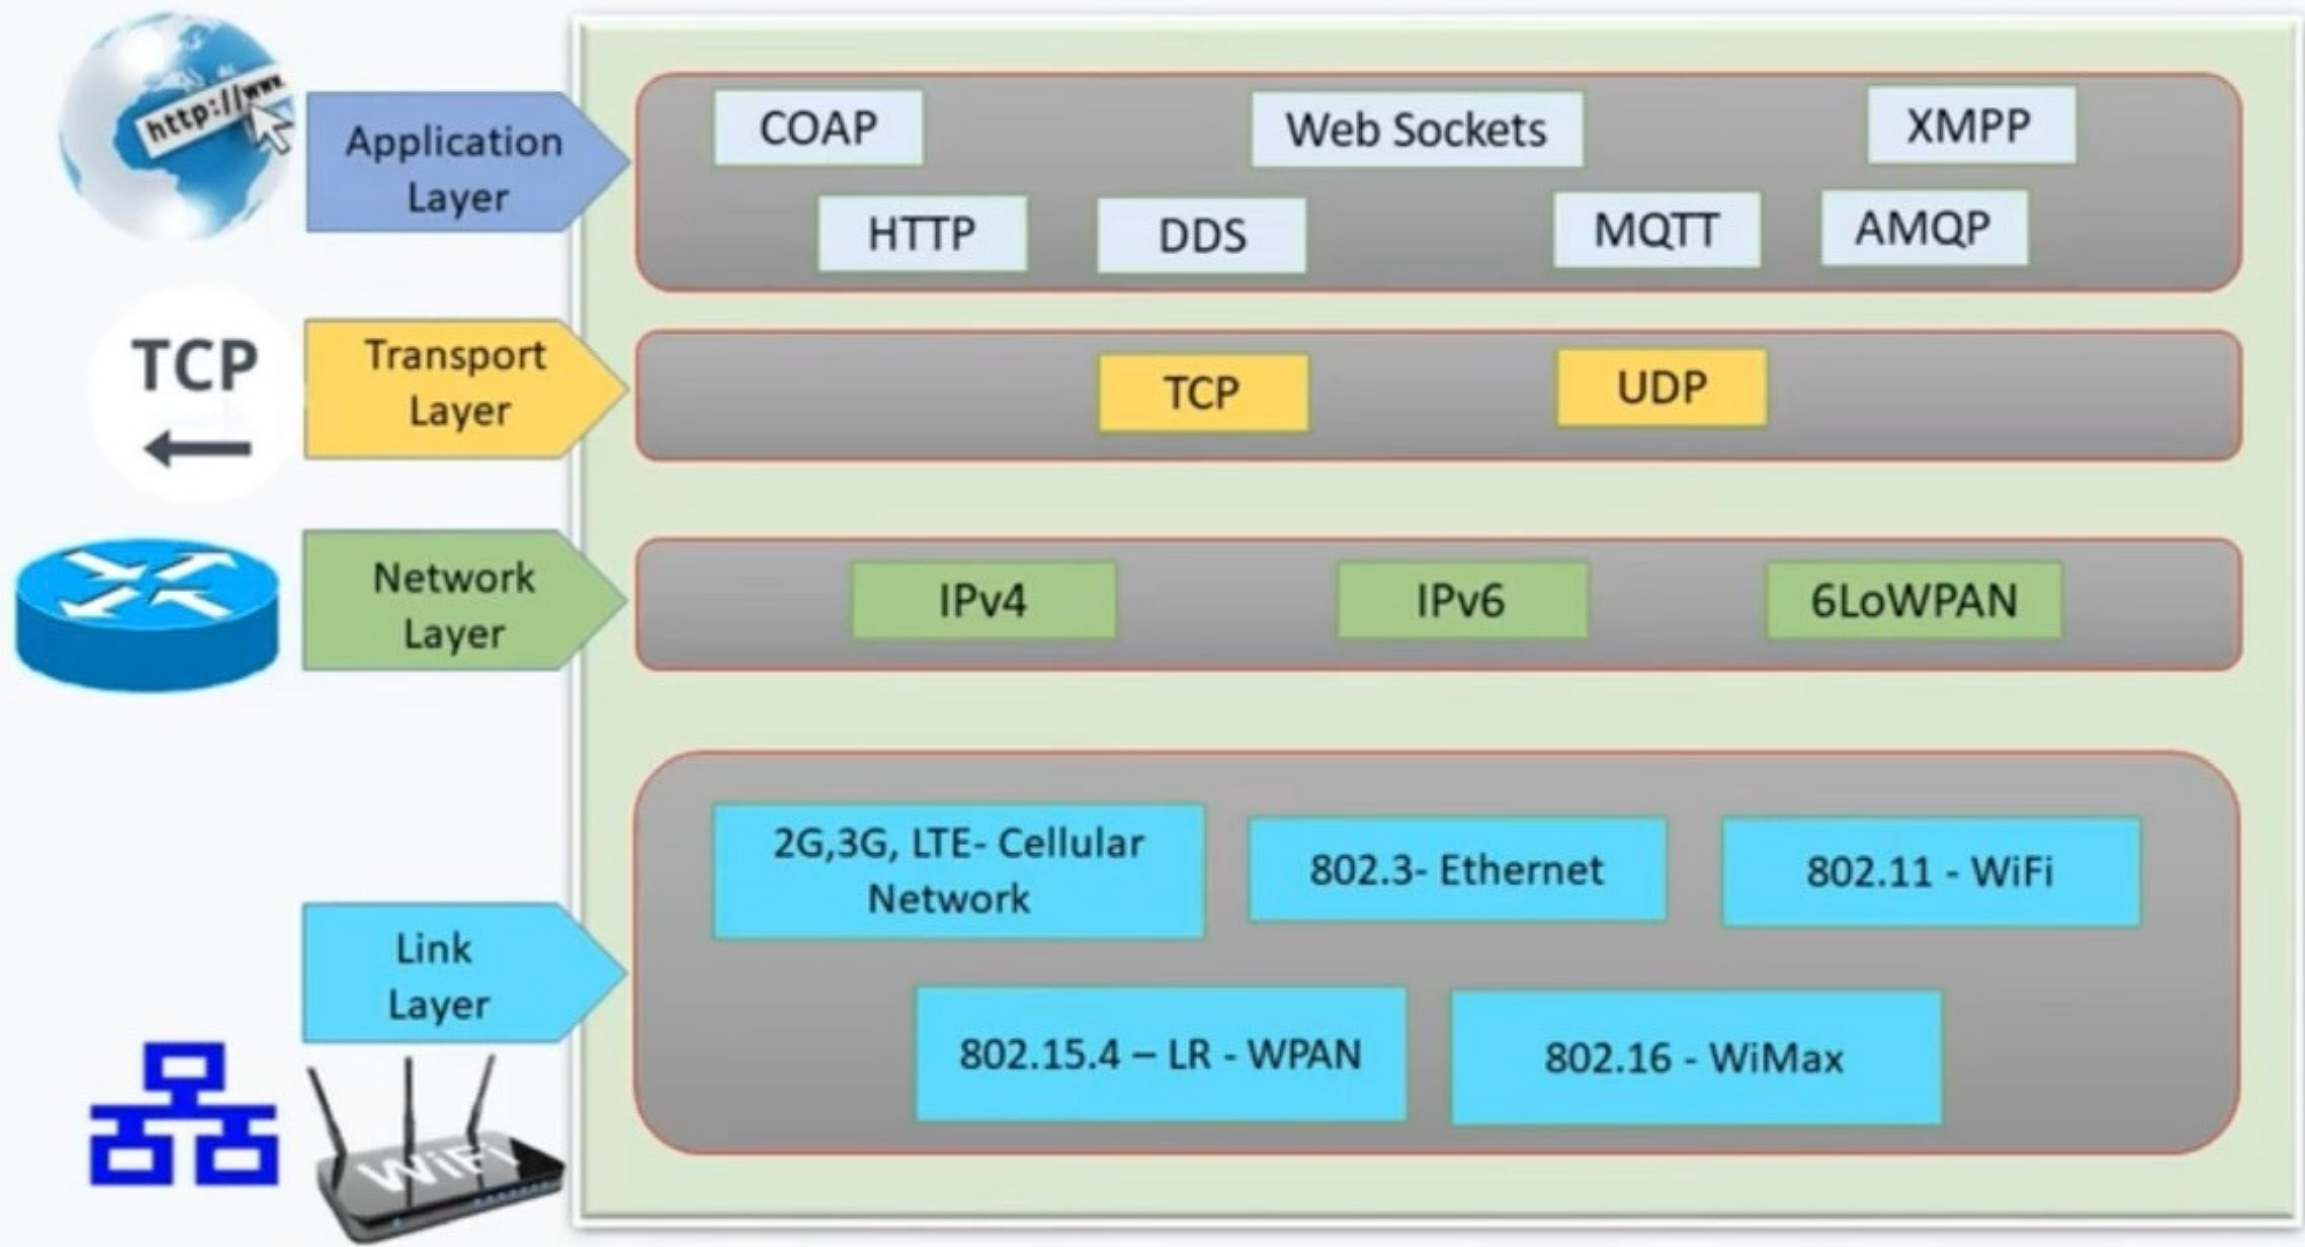 http://www.
Application
Layer
COAP
Web Sockets
XMPP
HTTP
DDS
MQTT
AMQP
TCP
Transport
Layer
TCP
UDP
Network
Layer
IPv4
IPv6
6LoWPAN
Link
Layer
2G,3G, LTE- Cellular
Network
802.3- Ethernet
802.11 - WiFi
802.15.4 – LR - WPAN
802.16 - WiMax
WiFi